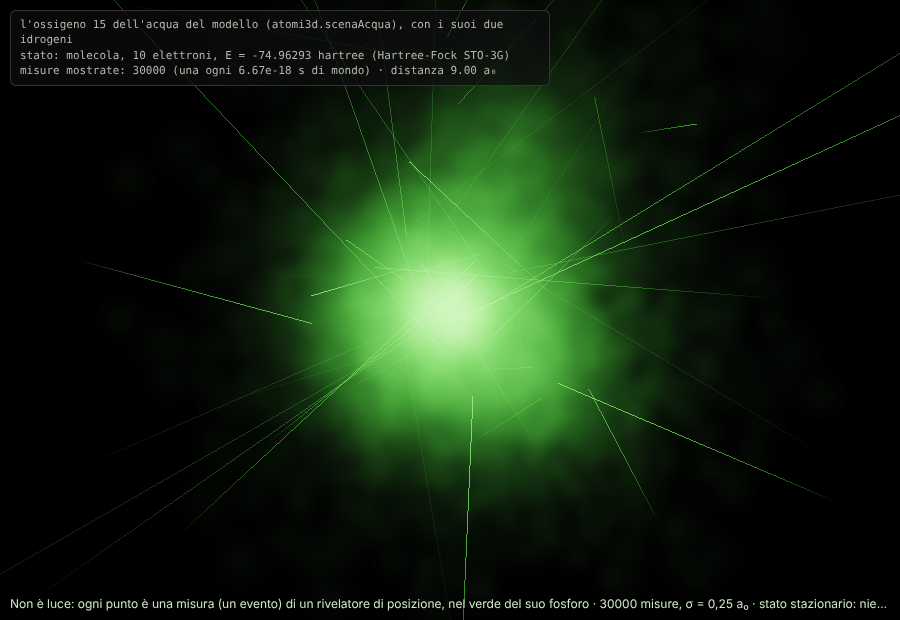 l'ossigeno 15 dell'acqua del modello (atomi3d.scenaAcqua), con i suoi due
idrogeni
stato: molecola, 10 elettroni, E = -74.96293 hartree (Hartree-Fock STO-3G)
misure mostrate: 30000 (una ogni 6.67e-18 s di mondo) · distanza 9.00 a₀
Non è luce: ogni punto è una misura (un evento) di un rivelatore di posizione, nel verde del suo fosforo · 30000 misure, σ = 0,25 a₀ · stato stazionario: nie…